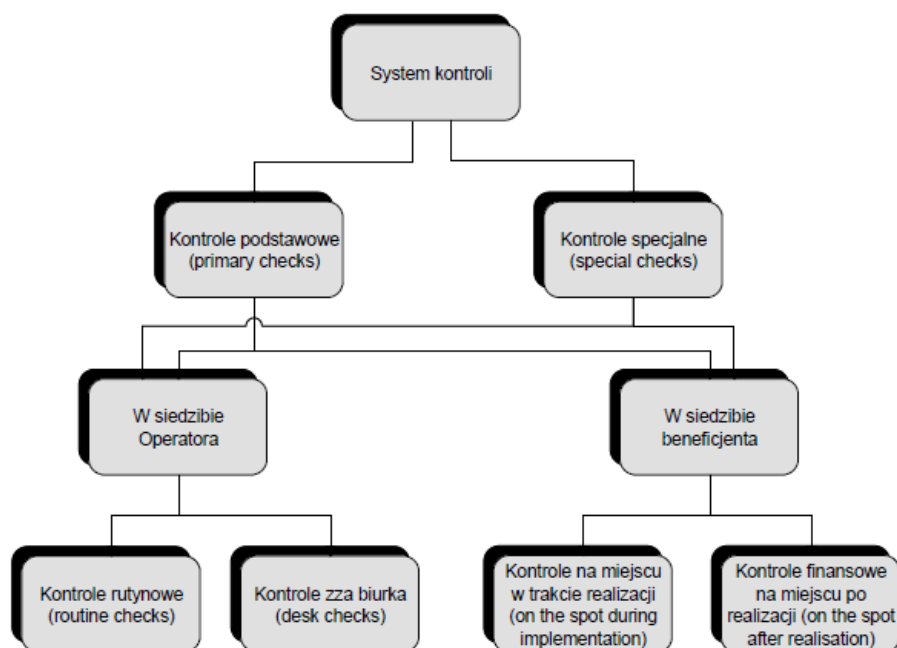 System kontroli
Kontrole podstawowe
(primary checks)
Kontrole specjalne
(special checks)
W siedzibie
Operatora
W siedzibie
beneficjenta
Kontrole rutynowe
(routine checks)
Kontrole zza biurka
(desk checks)
Kontrole na miejscu
w trakcie realizacji
(on the spot during
implementation)
Kontrole finansowe
na miejscu po
realizacji (on the spot
after realisation)